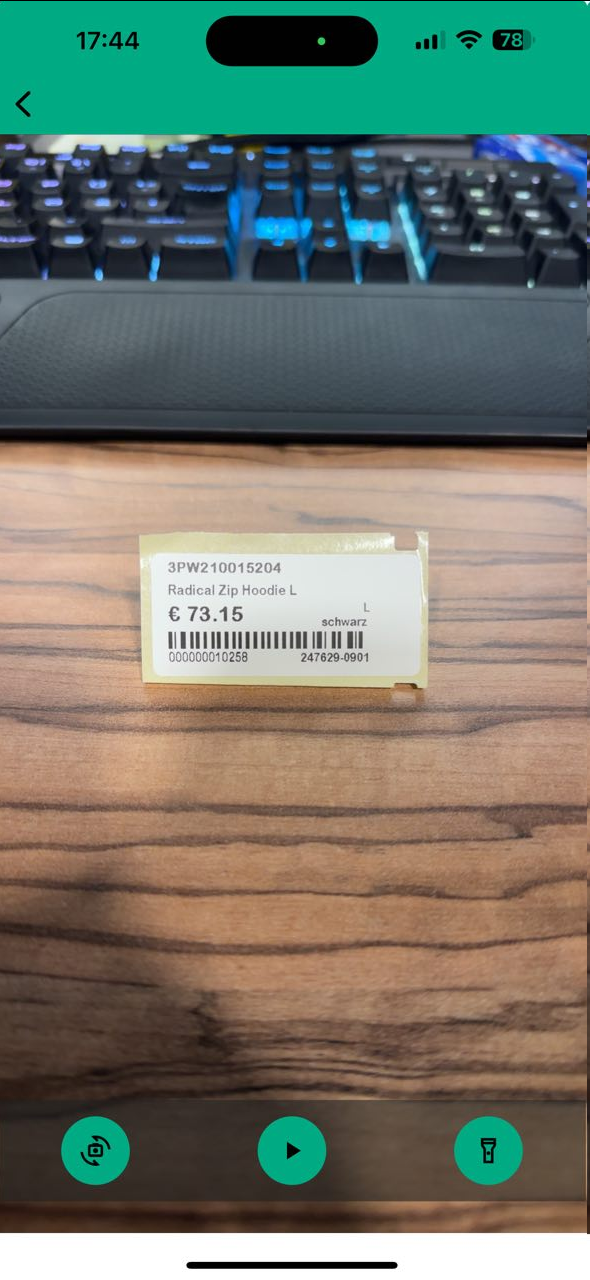 17:44
78
3PW210015204
Radical Zip Hoodie L
€ 73.15
L
schwarz
000000010258 247629-0901